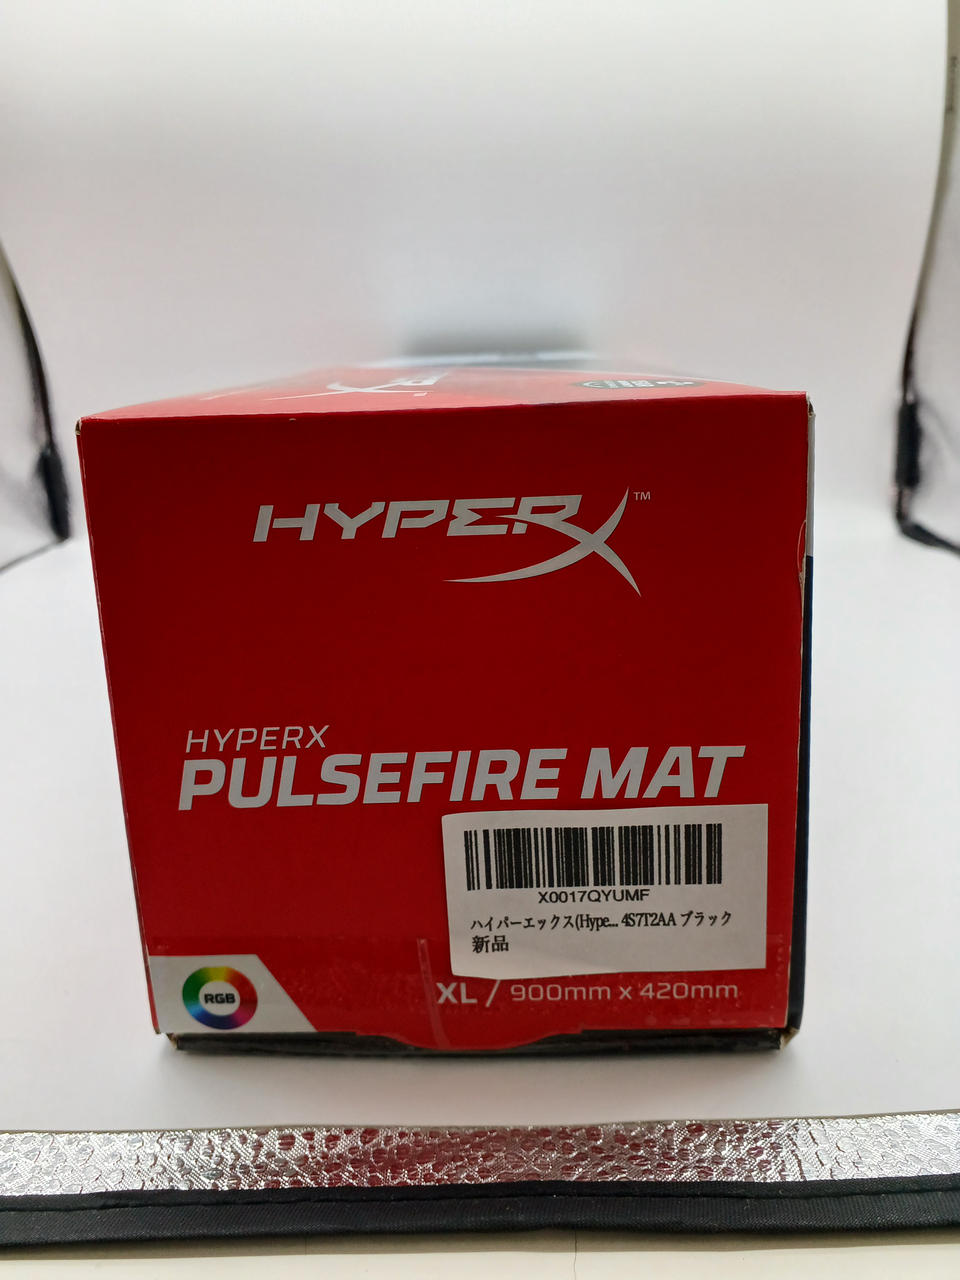 HYPERX™
HYPERX
PULSEFIRE MAT
X0017QYUMF
ハイパーエックス(Hype... 4S7T2AA ブラック
新品
RGB
XL / 900mm x 420mm